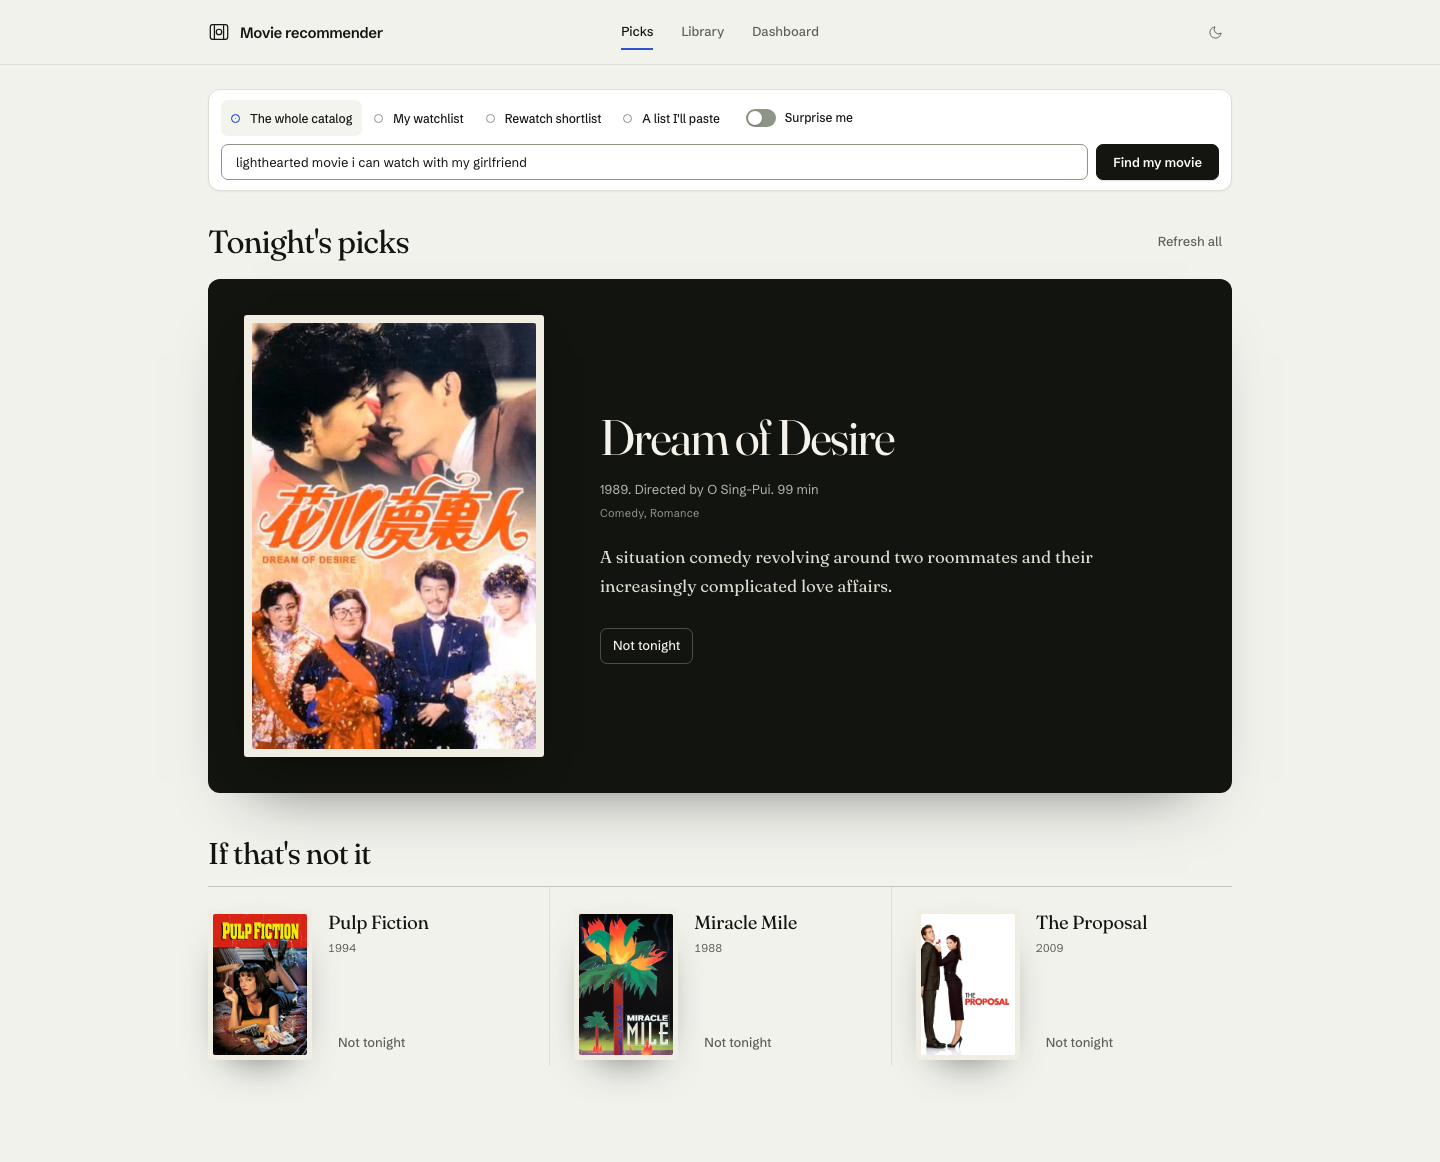 Movie recommender
Picks
Library
Dashboard
The whole catalog
My watchlist
Rewatch shortlist
A list I'll paste
Surprise me
lighthearted movie i can watch with my girlfriend
Find my movie
Tonight's picks
Refresh all
花心夢裏人
DREAM OF DESIRE
Dream of Desire
1989. Directed by O Sing-Pui. 99 min
Comedy, Romance
A situation comedy revolving around two roommates and their
increasingly complicated love affairs.
Not tonight
If that's not it
PULP FICTION
Pulp Fiction
1994
Not tonight
MIRACLE
MILE
Miracle Mile
1988
Not tonight
THE
PROPOSAL
The Proposal
2009
Not tonight